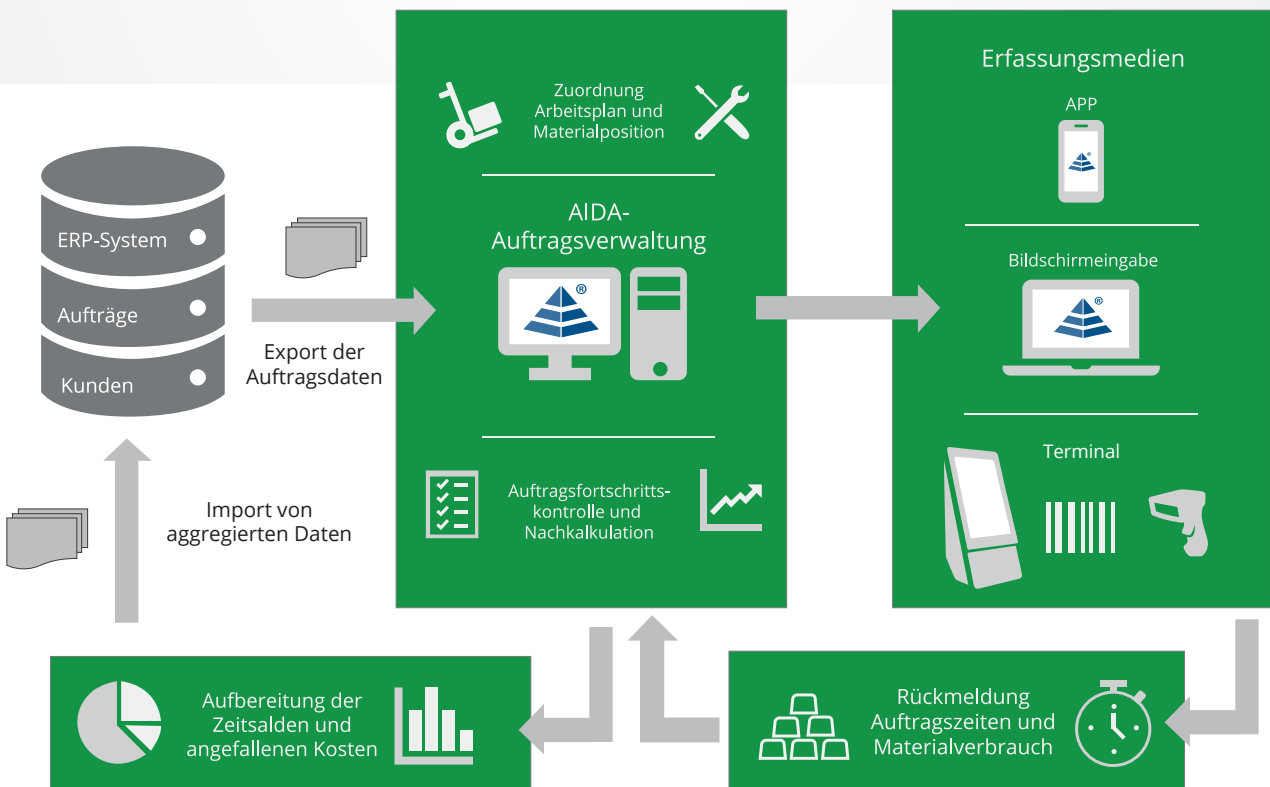 ERP-System
Aufträge
Kunden
Export der
Auftragsdaten
Import von
aggregierten Daten
Zuordnung
Arbeitsplan und
Materialposition
AIDA-
Auftragsverwaltung
®
Auftragsfortschritts-
kontrolle und
Nachkalkulation
Erfassungsmedien
APP
®
Bildschirmeingabe
®
Terminal
Aufbereitung der
Zeitsalden und
angefallenen Kosten
Rückmeldung
Auftragszeiten und
Materialverbrauch